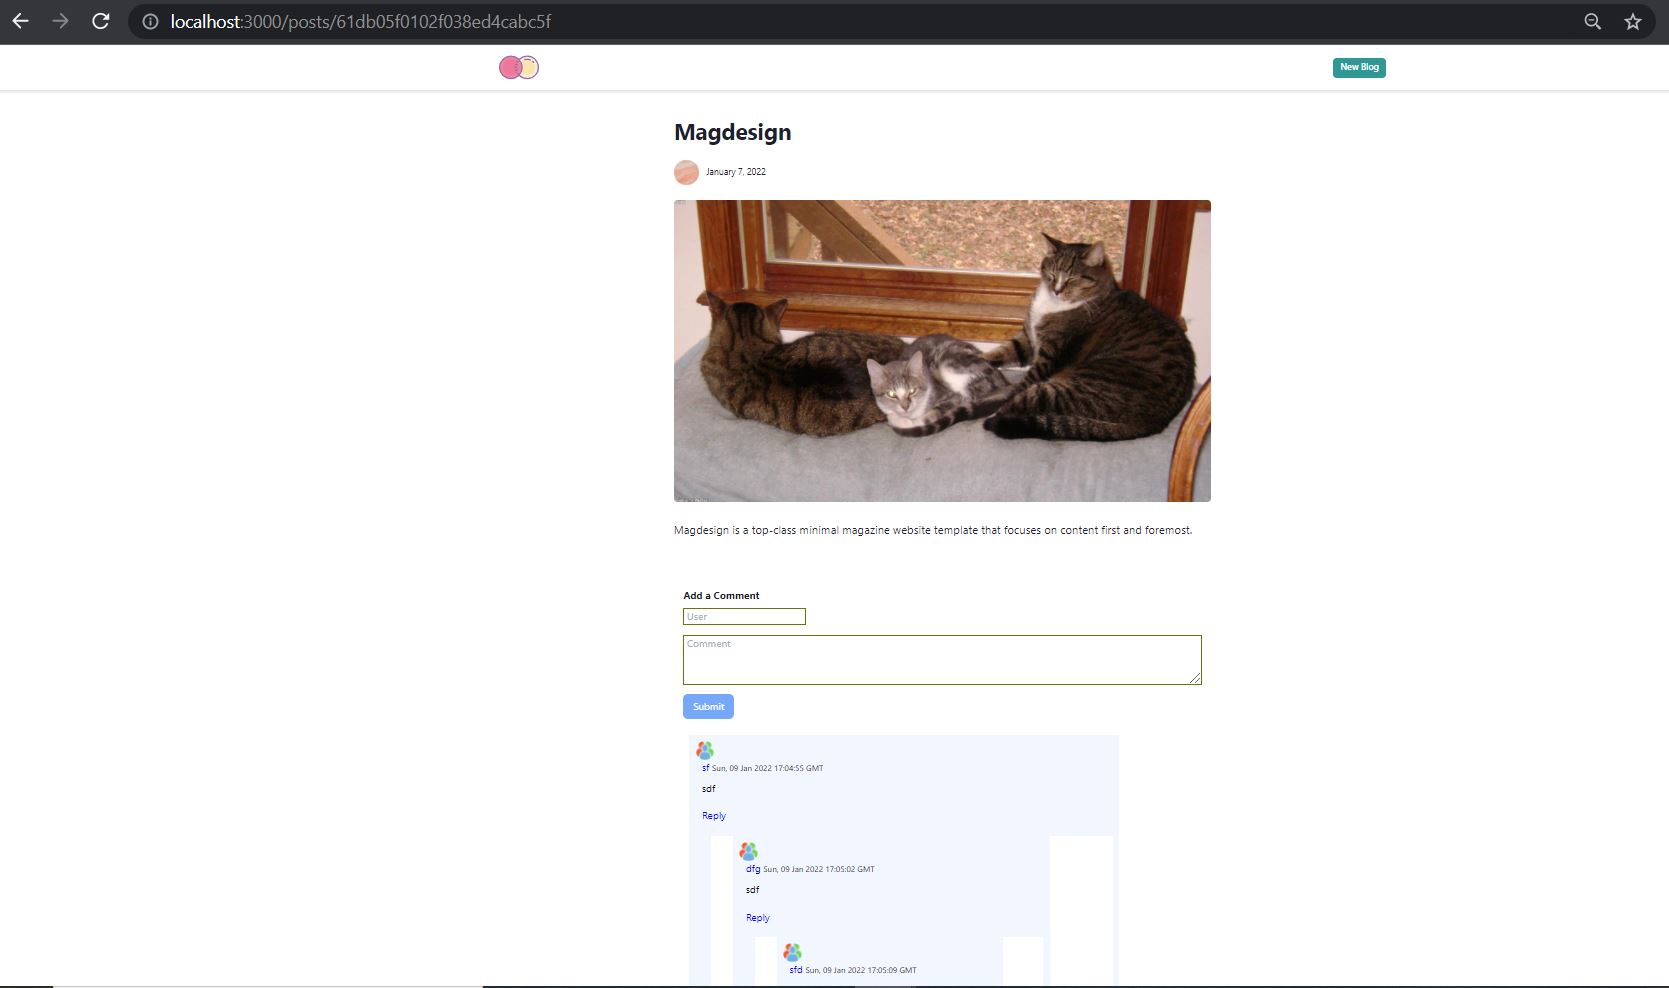 localhost:3000/posts/61db05f0102f038ed4cabc5f
New Blog
Magdesign
January 7, 2022
Magdesign is a top-class minimal magazine website template that focuses on content first and foremost.
Add a Comment
User
Comment
Submit
sf Sun, 09 Jan 2022 17:04:55 GMT
sdf
Reply
dfg Sun, 09 Jan 2022 17:05:02 GMT
sdf
Reply
sfd Sun, 09 Jan 2022 17:05:09 GMT